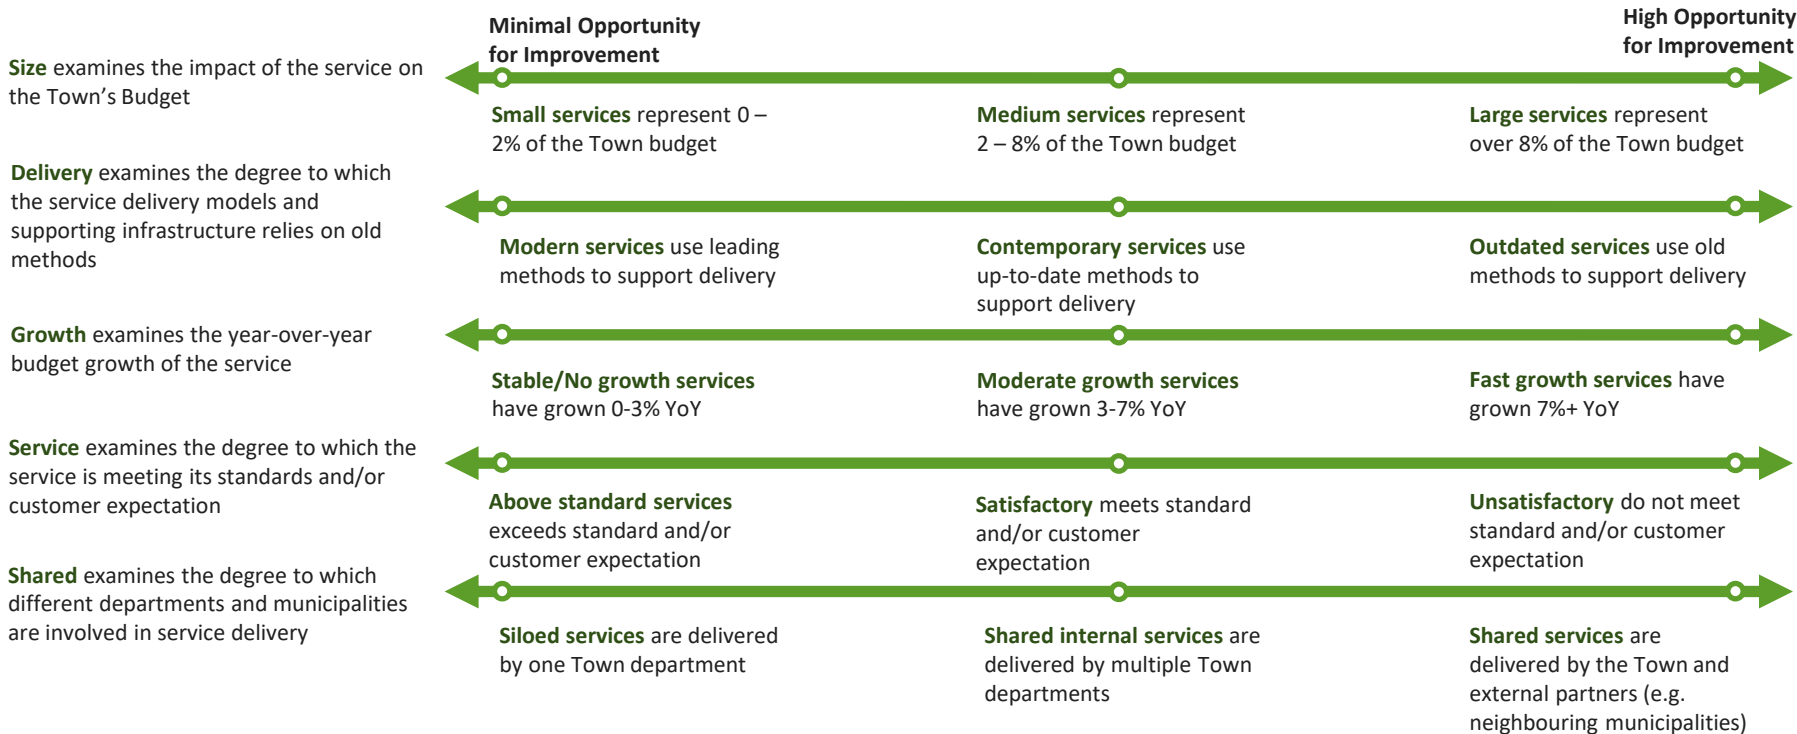 Minimal Opportunity
for Improvement
High Opportunity
for Improvement
Size examines the impact of the service on
the Town's Budget
Small services represent 0 –
2% of the Town budget
Medium services represent
2 – 8% of the Town budget
Large services represent
over 8% of the Town budget
Delivery examines the degree to which
the service delivery models and
supporting infrastructure relies on old
methods
Modern services use leading
methods to support delivery
Contemporary services use
up-to-date methods to
support delivery
Outdated services use old
methods to support delivery
Growth examines the year-over-year
budget growth of the service
Stable/No growth services
have grown 0-3% YoY
Moderate growth services
have grown 3-7% YoY
Fast growth services have
grown 7%+ YoY
Service examines the degree to which the
service is meeting its standards and/or
customer expectation
Above standard services
exceeds standard and/or
customer expectation
Satisfactory meets standard
and/or customer
expectation
Unsatisfactory do not meet
standard and/or customer
expectation
Shared examines the degree to which
different departments and municipalities
are involved in service delivery
Siloed services are delivered
by one Town department
Shared internal services are
delivered by multiple Town
departments
Shared services are
delivered by the Town and
external partners (e.g.
neighbouring municipalities)